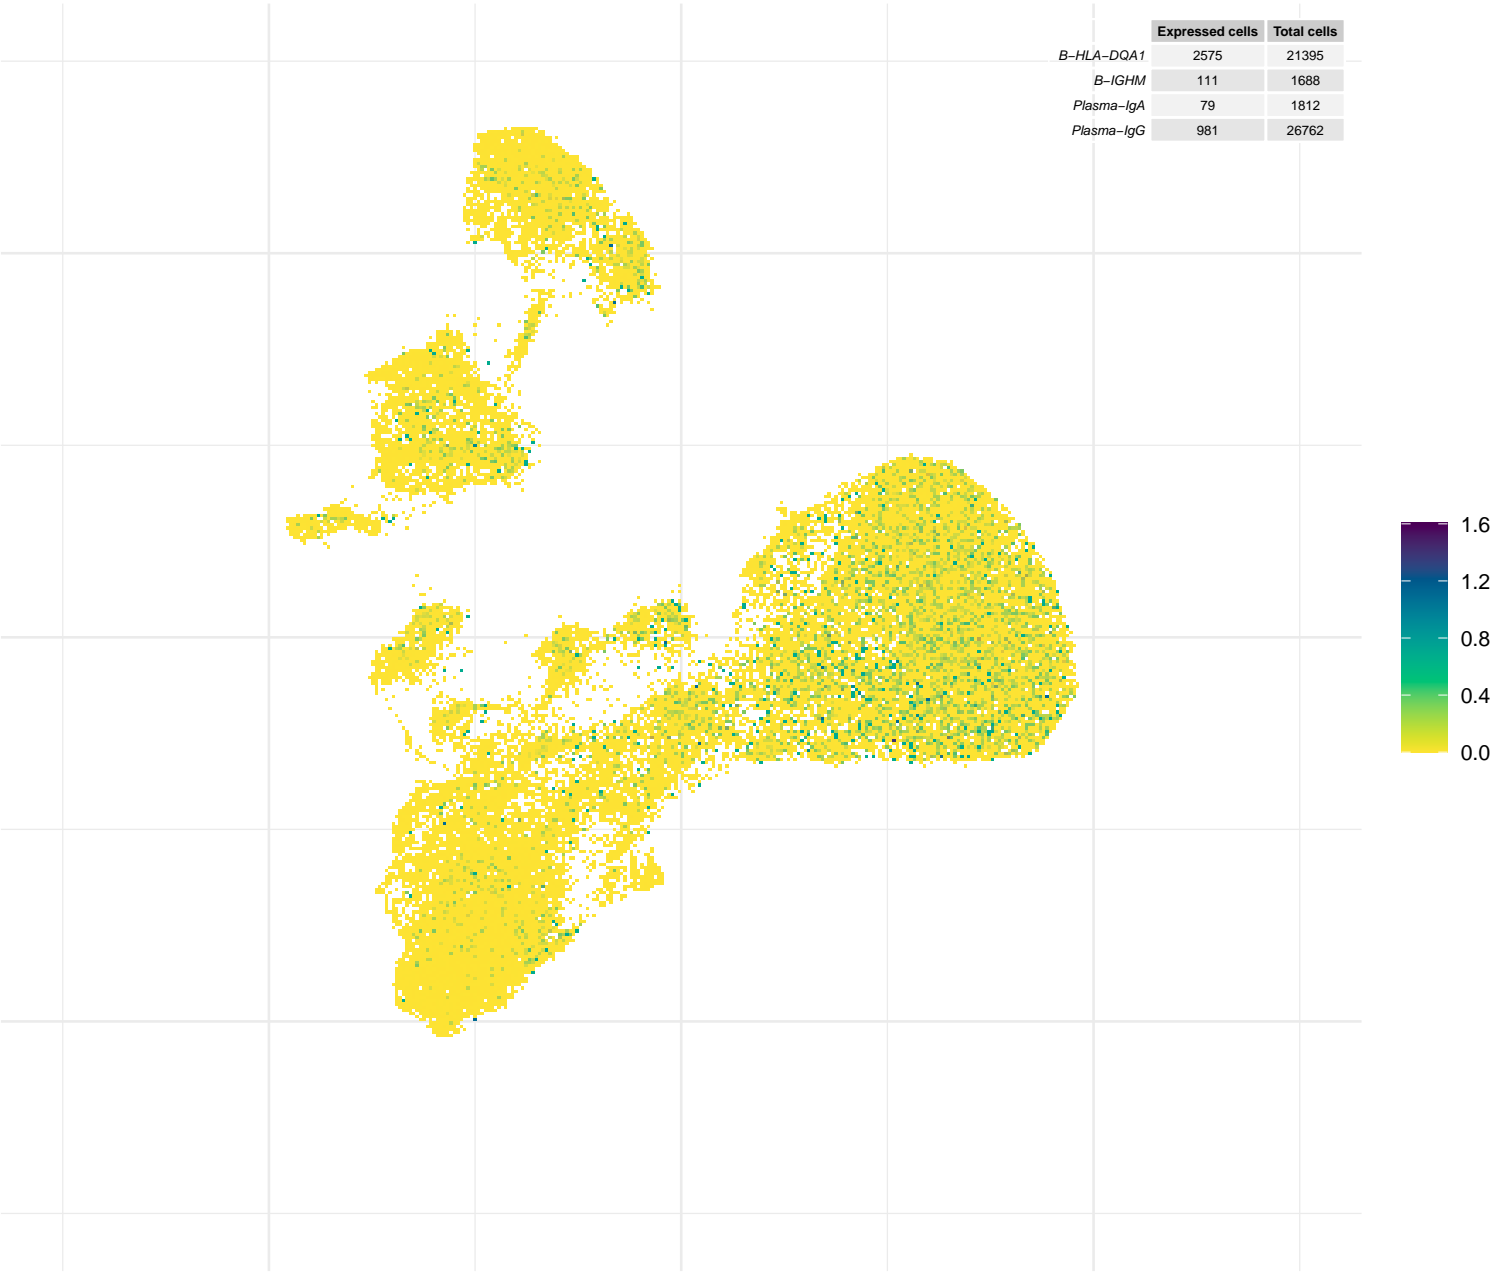 Expressed cells Total cells
B−HLA−DQA1 2575 21395
B−IGHM 111 1688
Plasma−IgA 79 1812
Plasma−IgG 981 26762
1.6
1.2
0.8
0.4
0.0